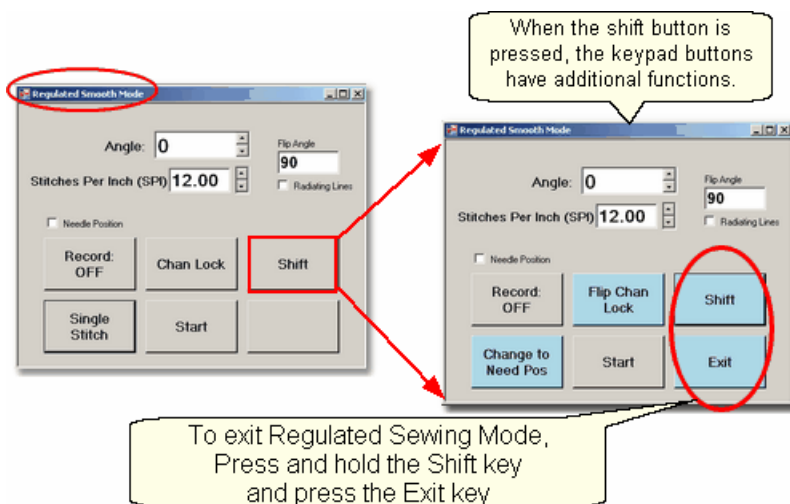 When the shift button is
pressed, the keypad buttons
have additional functions.
Regulated Smooth Mode
Angle: 0
Flip Angle
90
Stitches Per Inch (SPI) 12.00
Radiating Lines
Needle Position
Record:
OFF
Chan Lock
Shift
Single
Stitch
Start
Regulated Smooth Mode
Angle: 0
Flip Angle
90
Stitches Per Inch (SPI) 12.00
Radiating Lines
Needle Position
Record:
OFF
Flip Chan
Lock
Shift
Change to
Need Pos
Start
Exit
To exit Regulated Sewing Mode,
Press and hold the Shift key
and press the Exit key